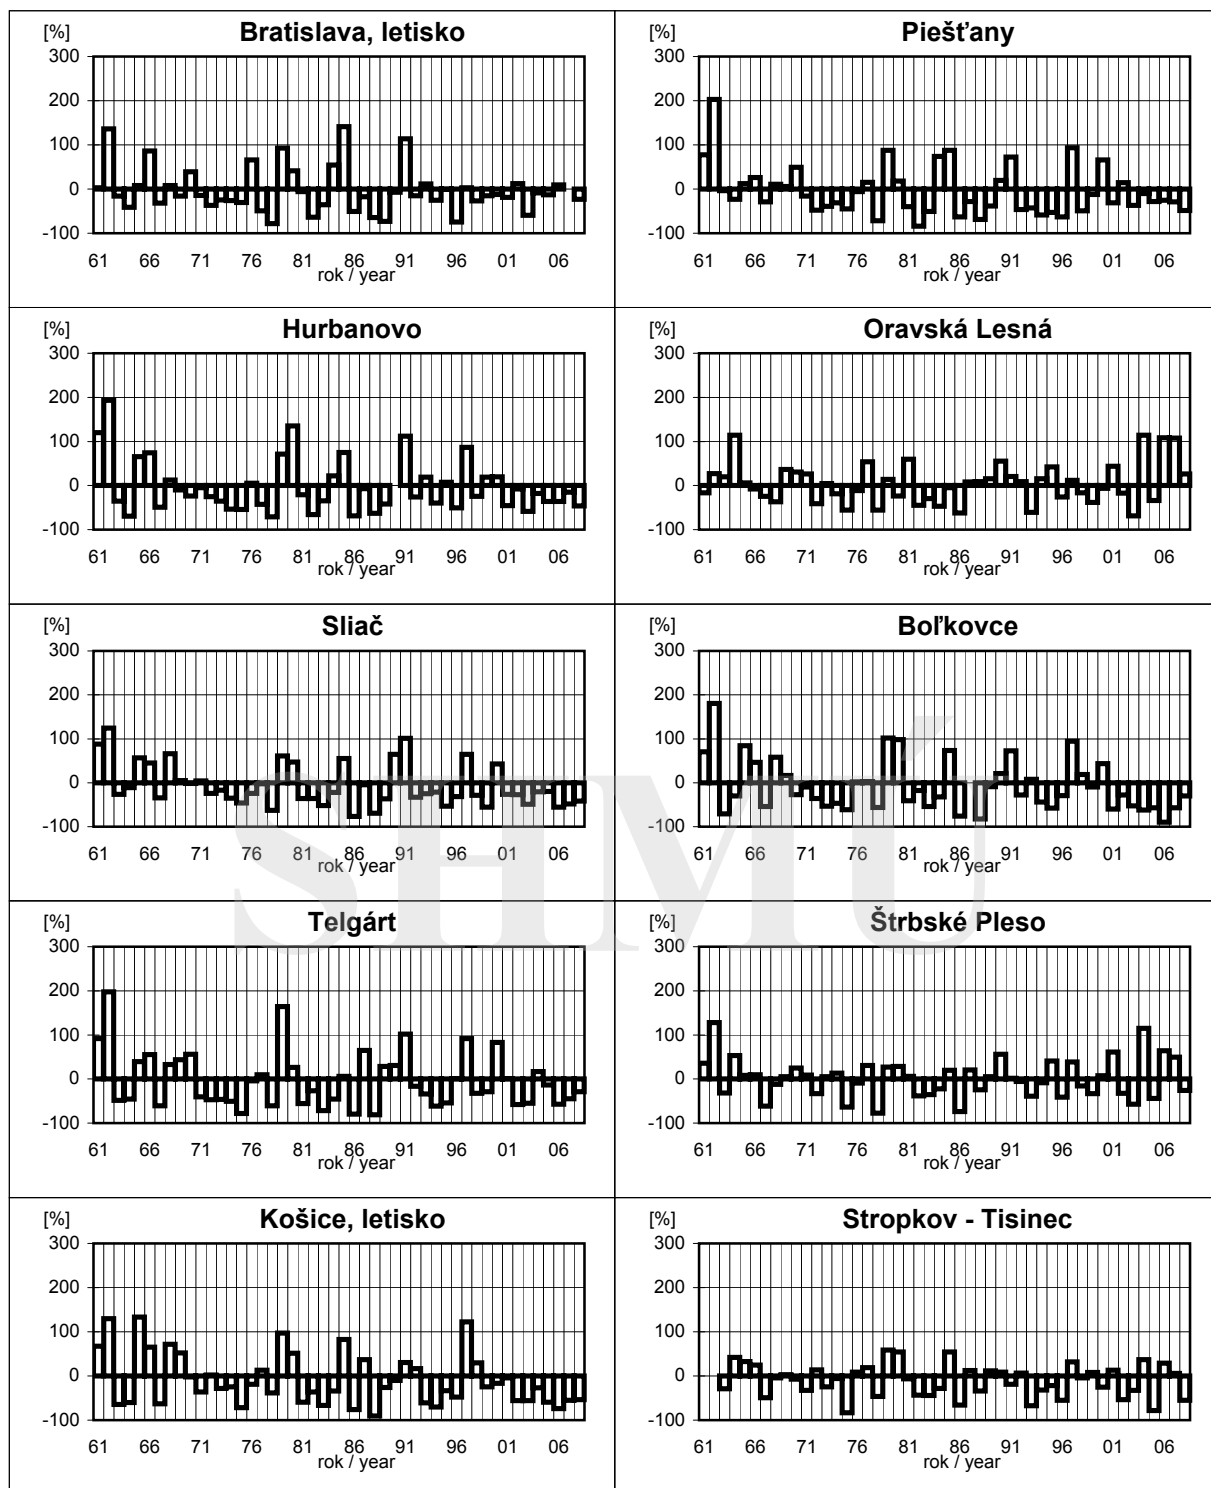 [%] Bratislava, letisko
300
200
100
0
-100
61 66 71 76 81 86 91 96 01 06
rok / year
[%] Piešťany
300
200
100
0
-100
61 66 71 76 81 86 91 96 01 06
rok / year
[%] Hurbanovo
300
200
100
0
-100
61 66 71 76 81 86 91 96 01 06
rok / year
[%] Oravská Lesná
300
200
100
0
-100
61 66 71 76 81 86 91 96 01 06
rok / year
[%] Sliač
300
200
100
0
-100
61 66 71 76 81 86 91 96 01 06
rok / year
[%] Boľkovce
300
200
100
0
-100
61 66 71 76 81 86 91 96 01 06
rok / year
SHMÚ
[%] Telgárt
300
200
100
0
-100
61 66 71 76 81 86 91 96 01 06
rok / year
[%] Štrbské Pleso
300
200
100
0
-100
61 66 71 76 81 86 91 96 01 06
rok / year
[%] Košice, letisko
300
200
100
0
-100
61 66 71 76 81 86 91 96 01 06
rok / year
[%] Stropkov - Tisinec
300
200
100
0
-100
61 66 71 76 81 86 91 96 01 06
rok / year